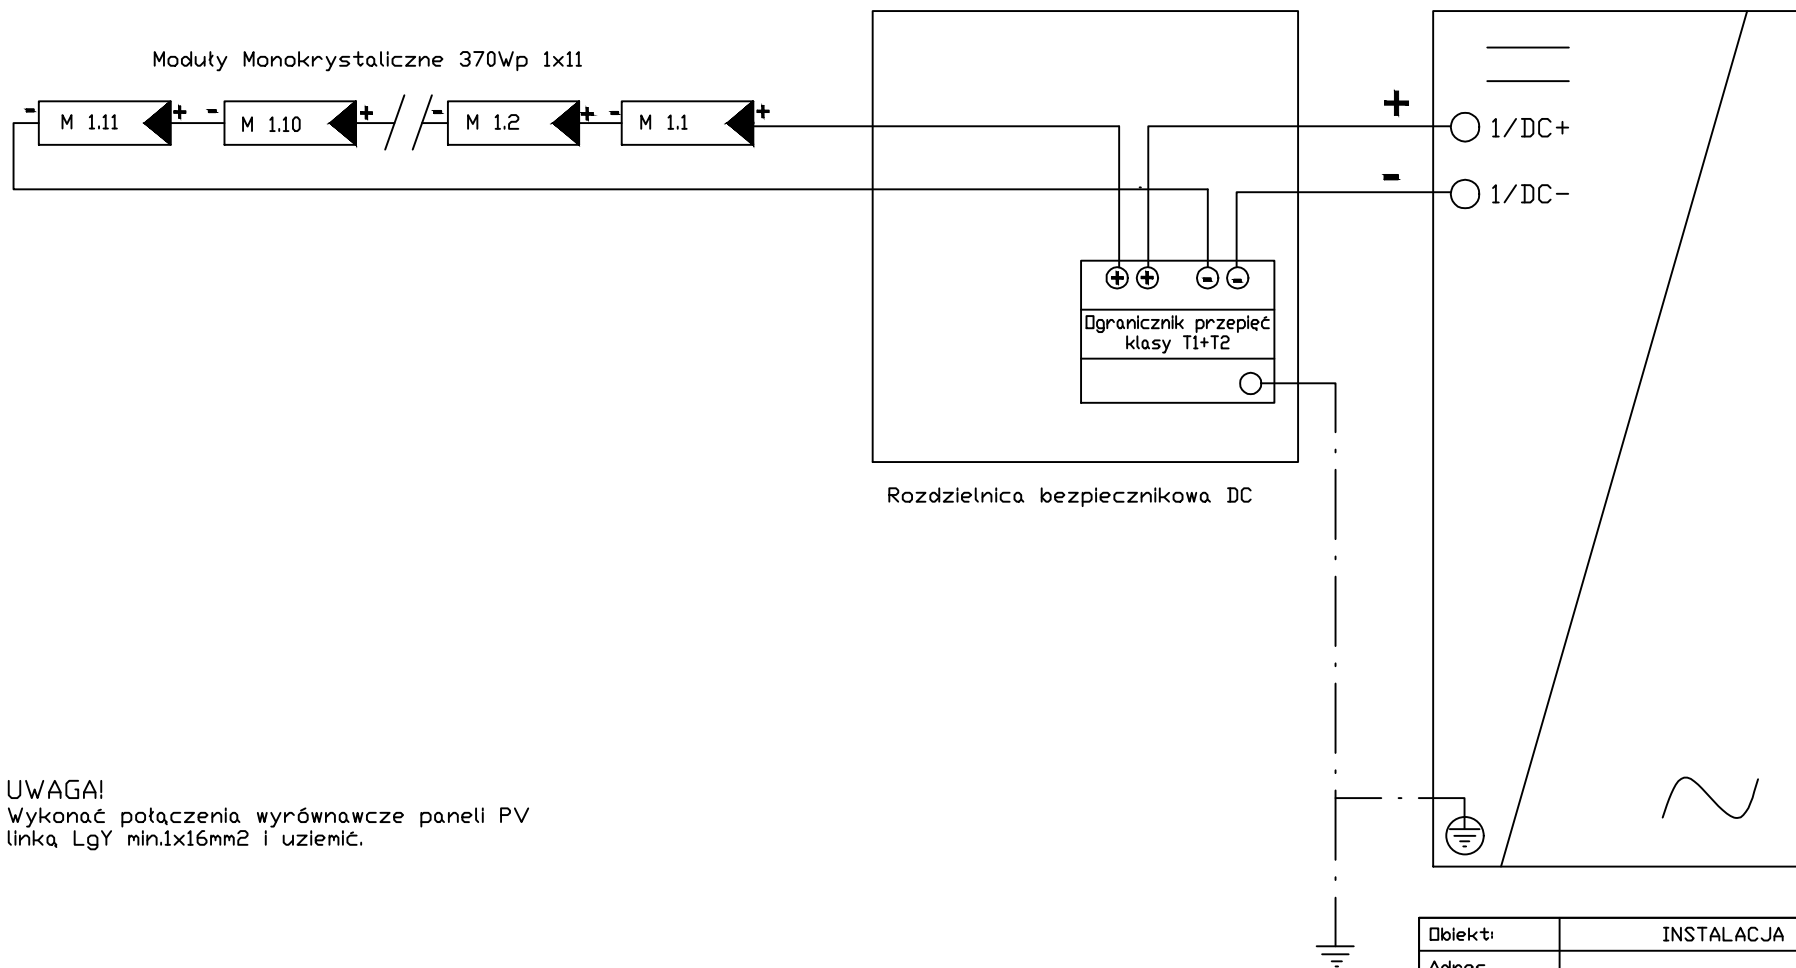 Moduły Monokrystaliczne 370Wp 1x11
- M 1.11 + - M 1.10 + - M 1.2 + - M 1.1 +
+
1/DC+
-
1/DC-
+ + - -
Ogranicznik przepięć
klasy T1+T2
Rozdzielnica bezpiecznikowa DC
UWAGA!
Wykonać połączenia wyrównawcze paneli PV
linką LgY min.1x16mm2 i uziemić.
Obiekt: INSTALACJA